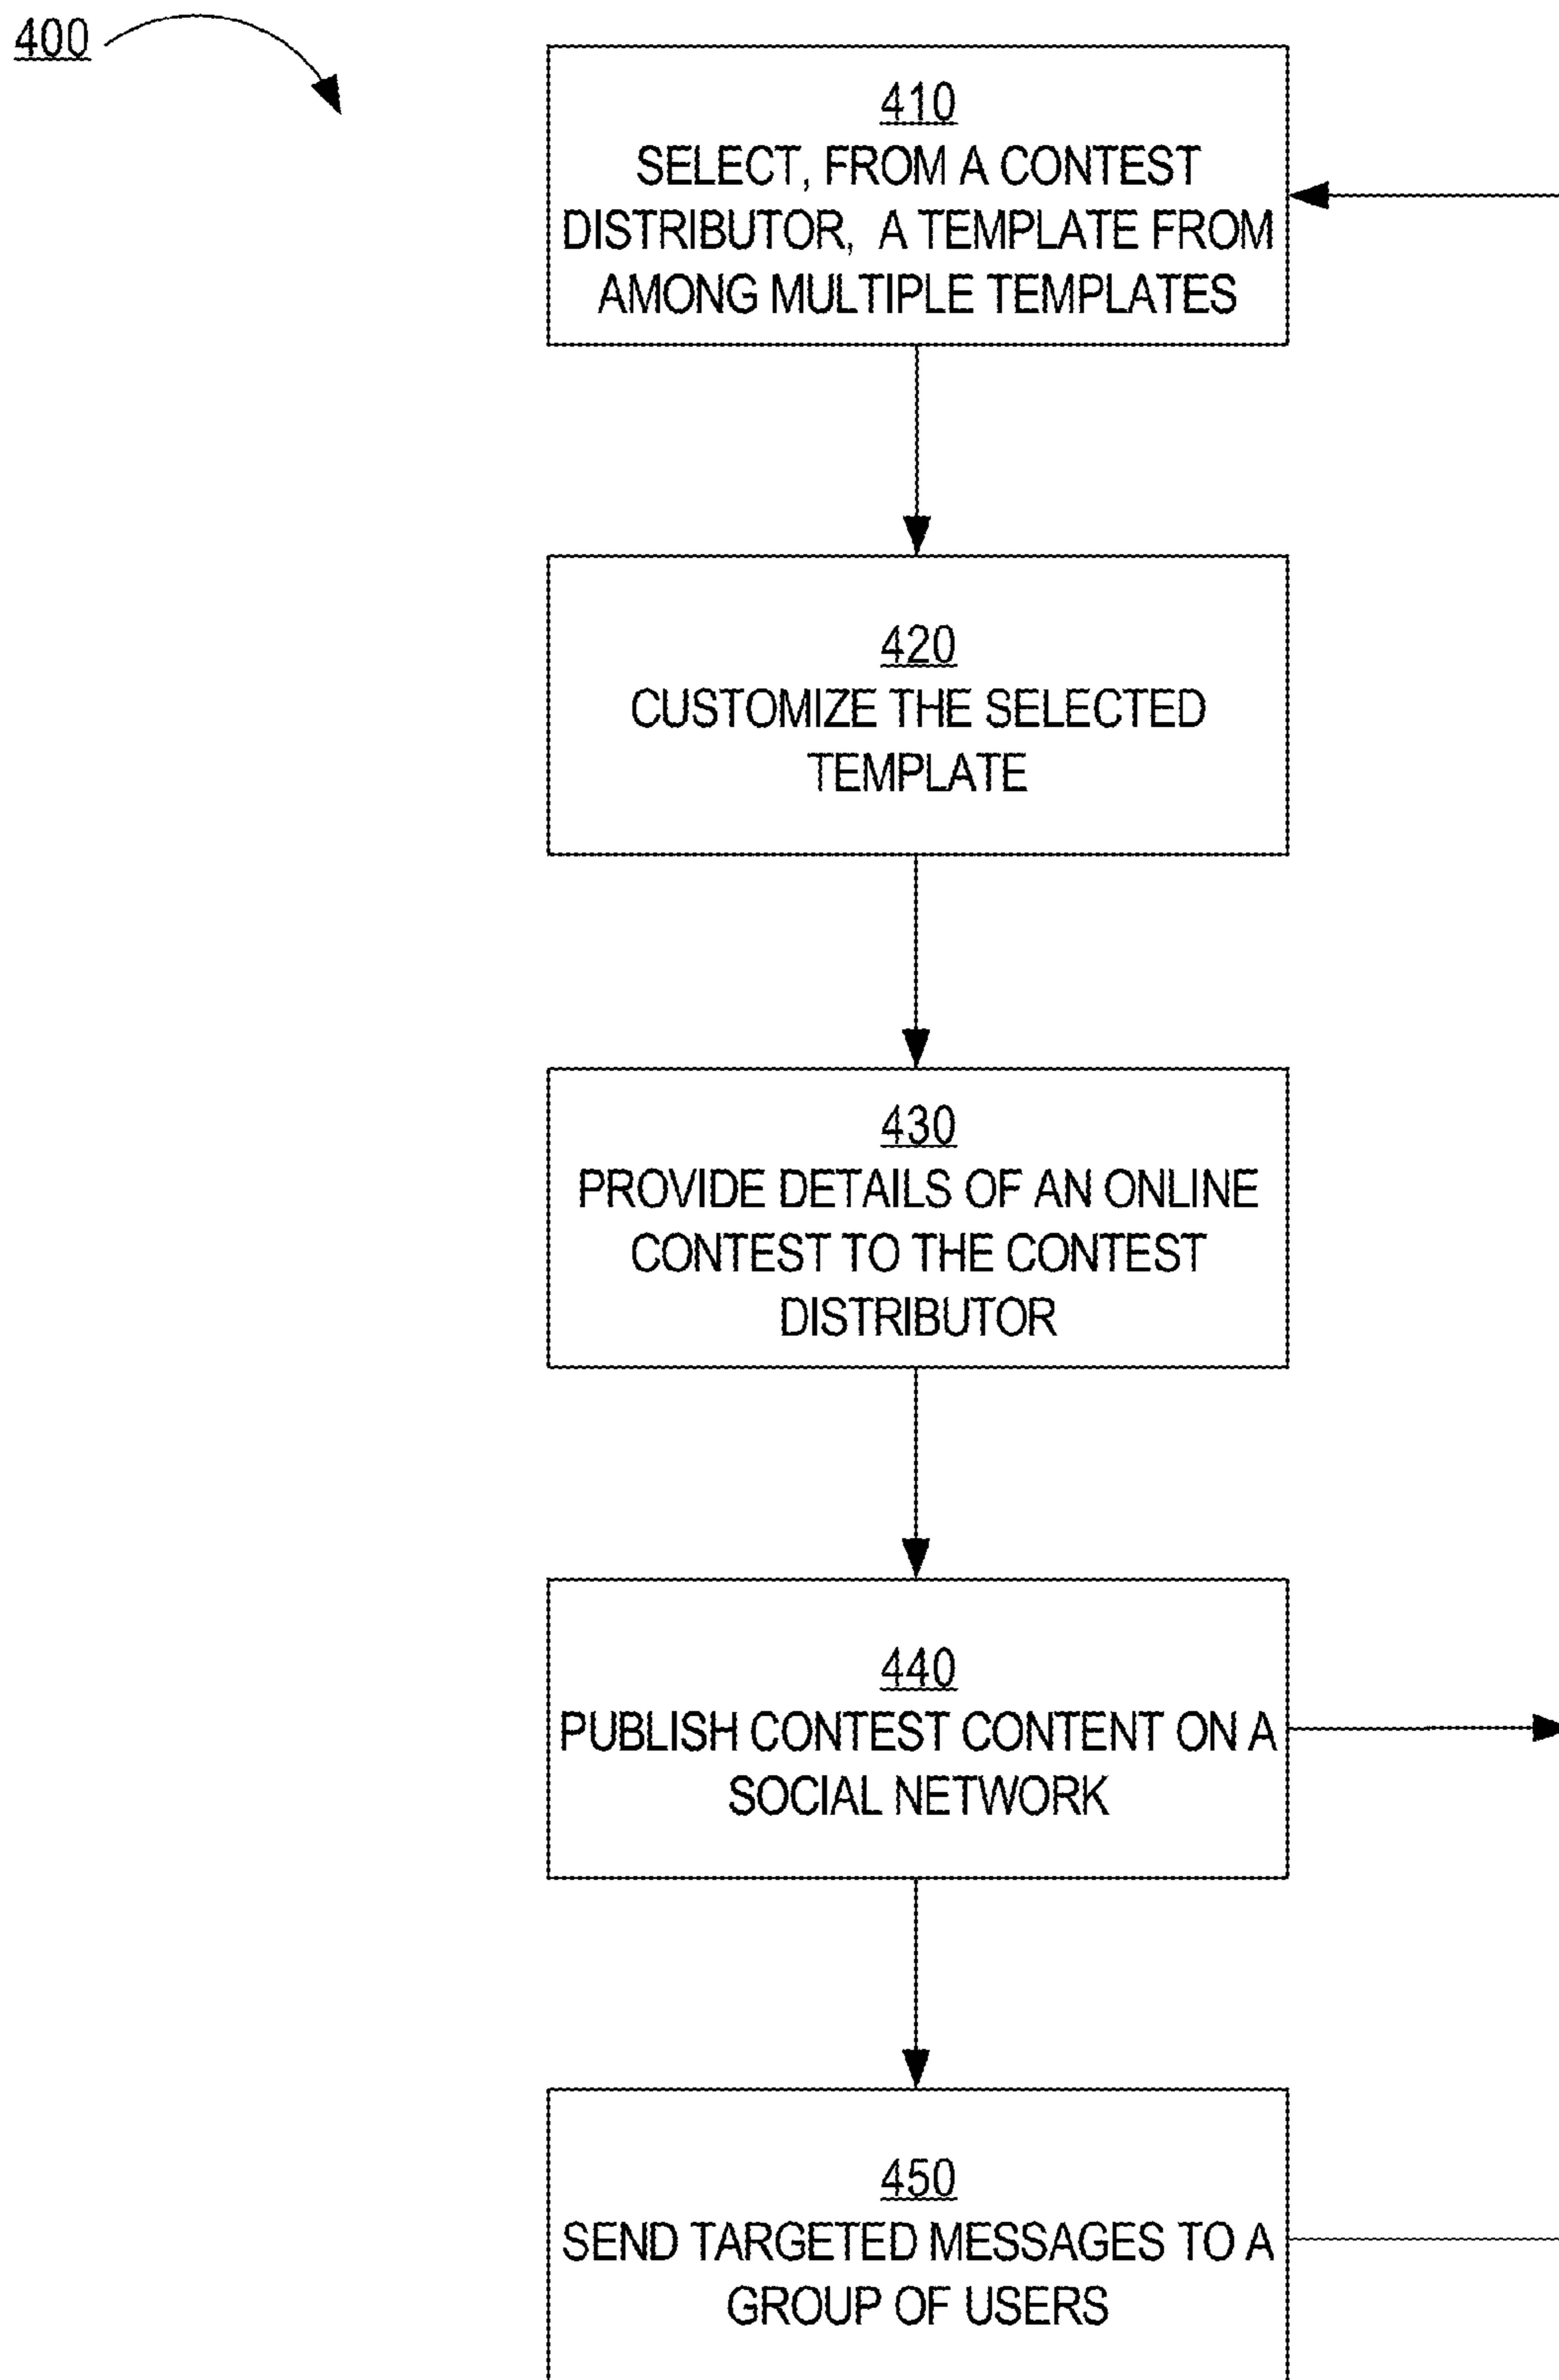 400
410
SELECT, FROM A CONTEST
DISTRIBUTOR, A TEMPLATE FROM
AMONG MULTIPLE TEMPLATES
420
CUSTOMIZE THE SELECTED
TEMPLATE
430
PROVIDE DETAILS OF AN ONLINE
CONTEST TO THE CONTEST
DISTRIBUTOR
440
PUBLISH CONTEST CONTENT ON A
SOCIAL NETWORK
450
SEND TARGETED MESSAGES TO A
GROUP OF USERS